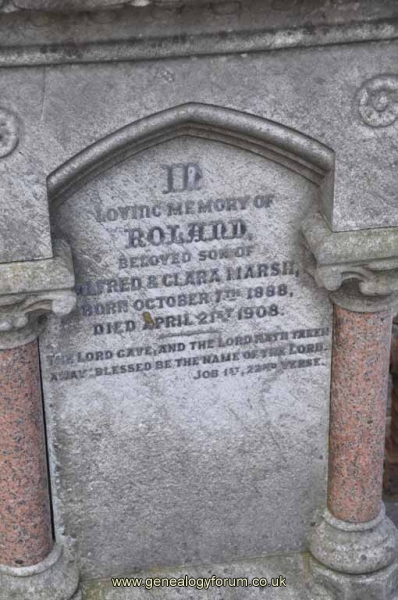 IN
LOVING MEMORY OF
ROLAND,
BELOVED SON OF
ALFRED & CLARA MARSH,
BORN OCTOBER 7TH 1888,
DIED APRIL 21ST 1908.
THE LORD GAVE, AND THE LORD HATH TAKEN
AWAY: BLESSED BE THE NAME OF THE LORD.
JOB 1ST, 22ND VERSE.
www.genealogyforum.co.uk